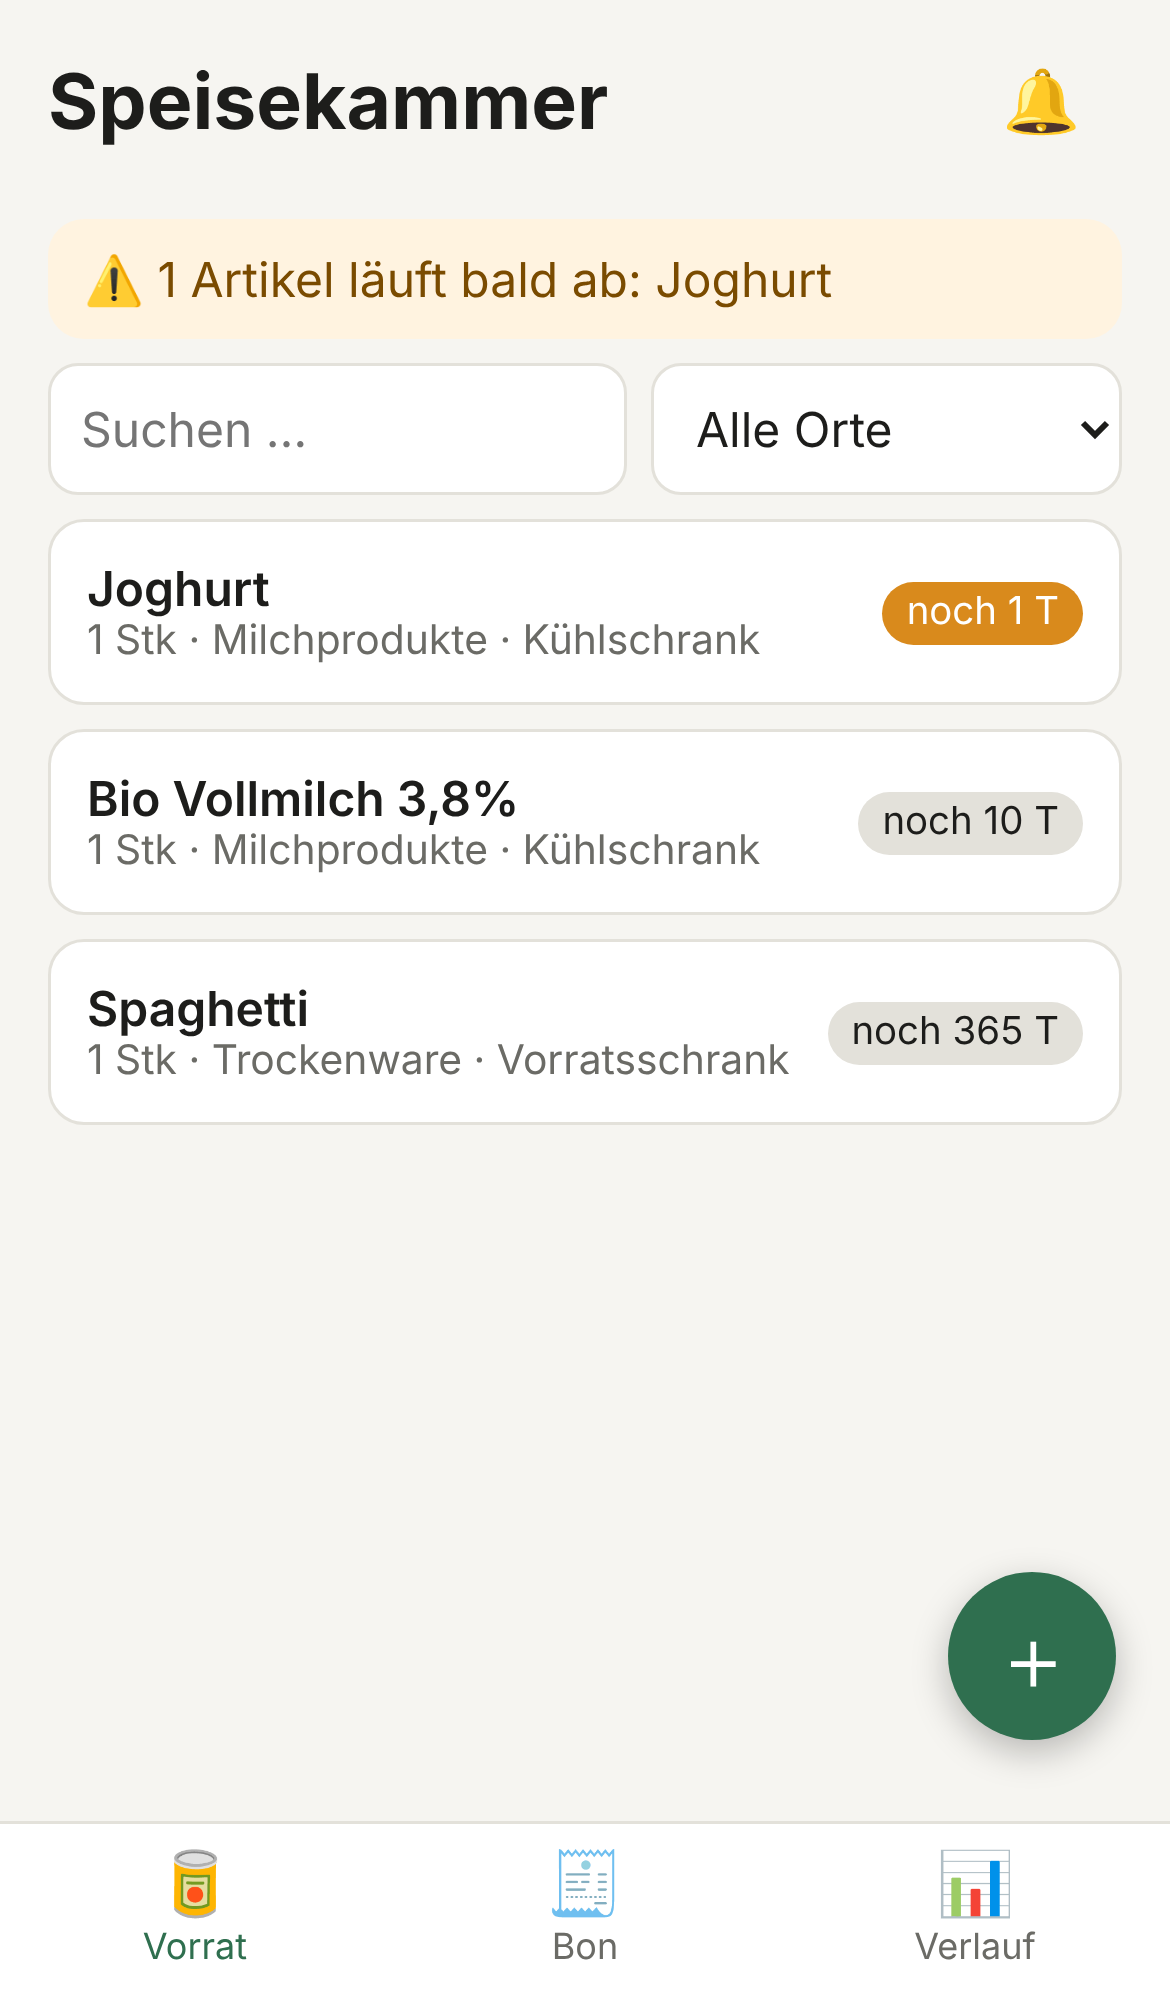 Speisekammer
1 Artikel läuft bald ab: Joghurt
Suchen ...
Alle Orte
Joghurt
1 Stk · Milchprodukte · Kühlschrank
noch 1 T
Bio Vollmilch 3,8%
1 Stk · Milchprodukte · Kühlschrank
noch 10 T
Spaghetti
1 Stk · Trockenware · Vorratsschrank
noch 365 T
+
Vorrat
Bon
Verlauf